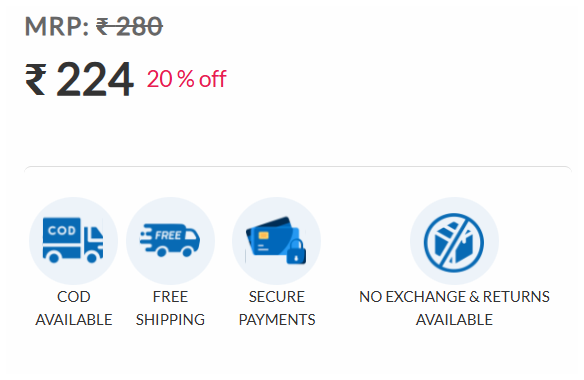 MRP: ₹ 280
₹ 224 20 % off
COD
FREE
COD
AVAILABLE
FREE
SHIPPING
SECURE
PAYMENTS
NO EXCHANGE & RETURNS
AVAILABLE